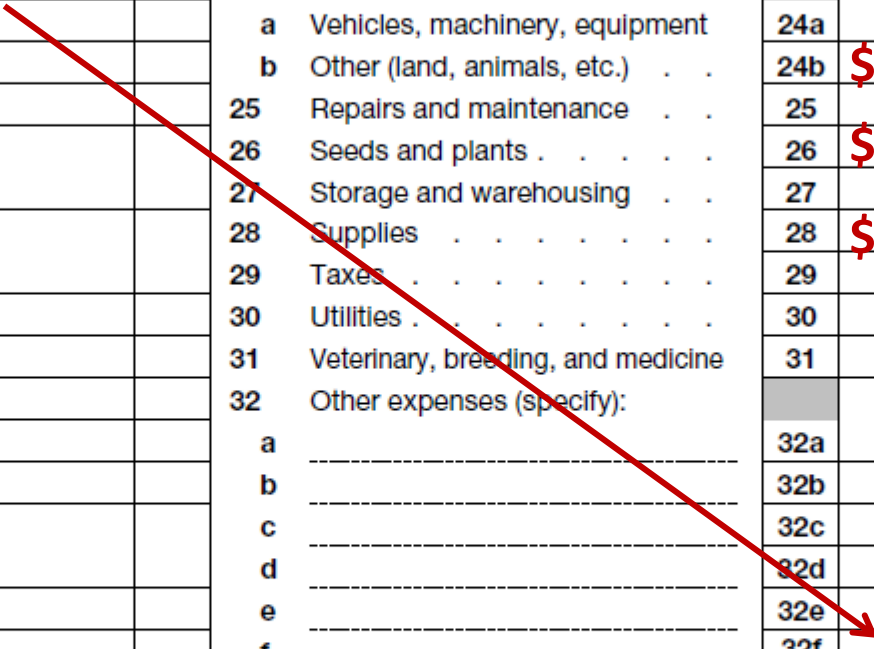 a Vehicles, machinery, equipment 24a
b Other (land, animals, etc.) . . 24b $
25 Repairs and maintenance . . 25
26 Seeds and plants . . . . . 26 $
27 Storage and warehousing . . 27
28 Supplies . . . . . . . 28 $
29 Taxes . . . . . . . . 29
30 Utilities . . . . . . . . 30
31 Veterinary, breeding, and medicine 31
32 Other expenses (specify):
a 32a
b 32b
c 32c
d 32d
e 32e
f 32f